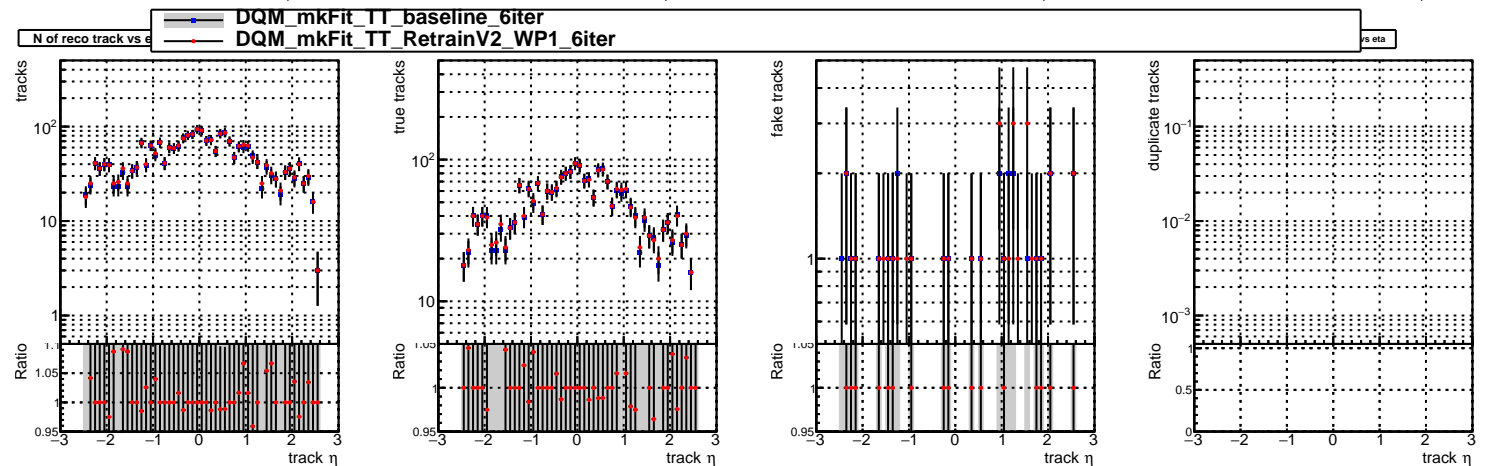 DQM_mkFit_TT_baseline_6iter
DQM_mkFit_TT_RetrainV2_WP1_6iter
N of reco track vs e
vs eta
tracks
10²
10
1
Ratio
1.1
1.05
1
0.95
−3 −2 −1 0 1 2 3
track η
true tracks
10²
10
Ratio
1.05
1
0.95
−3 −2 −1 0 1 2 3
track η
fake tracks
1
Ratio
1.05
1
0.95
−3 −2 −1 0 1 2 3
track η
duplicate tracks
10⁻¹
10⁻²
10⁻³
Ratio
1
0.5
0
−3 −2 −1 0 1 2 3
track η